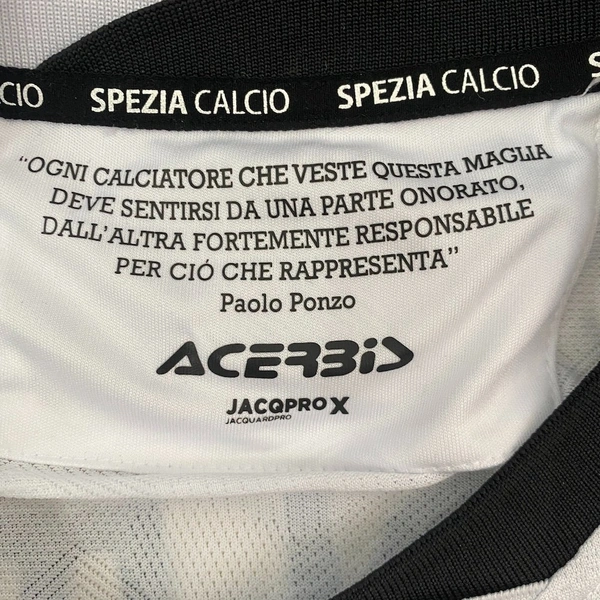 CIO SPEZIA CALCIO SPEZIA CALCIO S
“OGNI CALCIATORE CHE VESTE QUESTA MAGLIA
DEVE SENTIRSI DA UNA PARTE ONORATO,
DALL'ALTRA FORTEMENTE RESPONSABILE
PER CIÓ CHE RAPPRESENTA”
Paolo Ponzo
ACERBIS
JACQPRO X
JACQUARDPRO